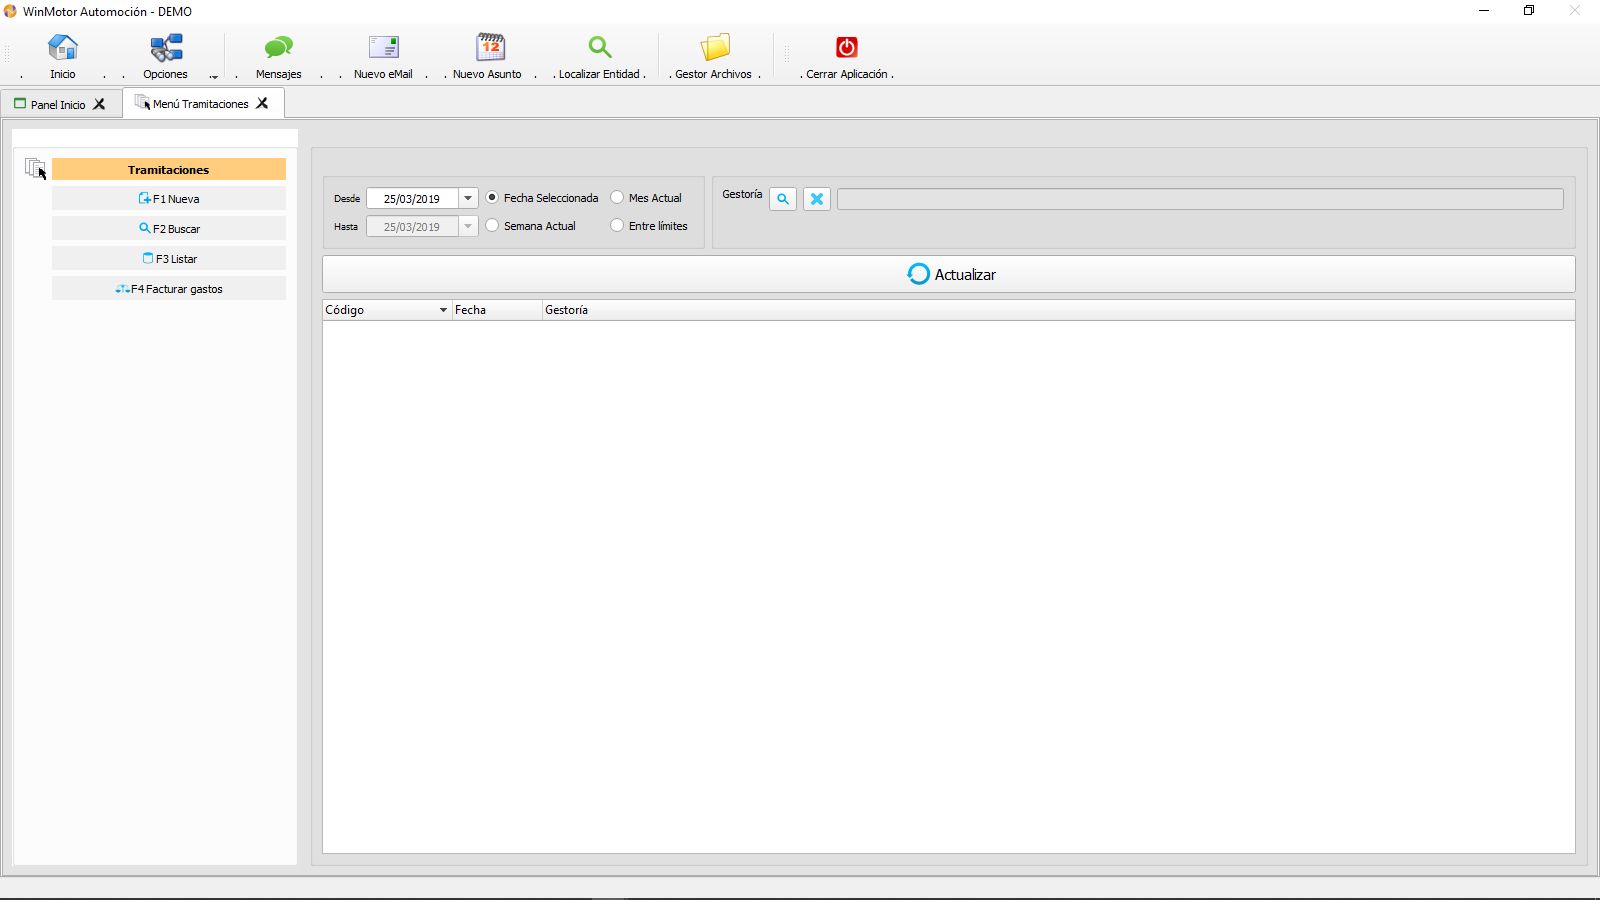 WinMotor Automoción - DEMO
. Inicio . . Opciones . Mensajes . . Nuevo eMail . . Nuevo Asunto . . Localizar Entidad . . Gestor Archivos . . Cerrar Aplicación .
Panel Inicio Menú Tramitaciones
Tramitaciones
F1 Nueva
F2 Buscar
F3 Listar
F4 Facturar gastos
Desde 25/03/2019 Fecha Seleccionada Mes Actual
Hasta 25/03/2019 Semana Actual Entre límites
Gestoría
Actualizar
Código Fecha Gestoría